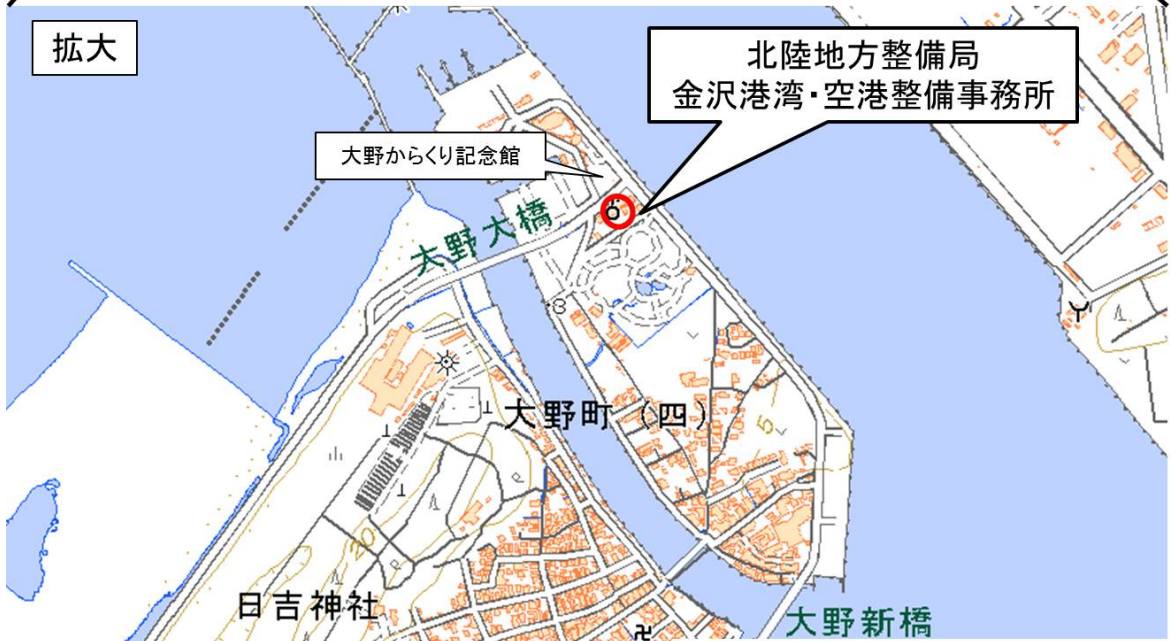 拡大
北陸地方整備局
金沢港湾・空港整備事務所
大野からくり記念館
大野大橋
大野町(四)
5
20
日吉神社
大野新橋